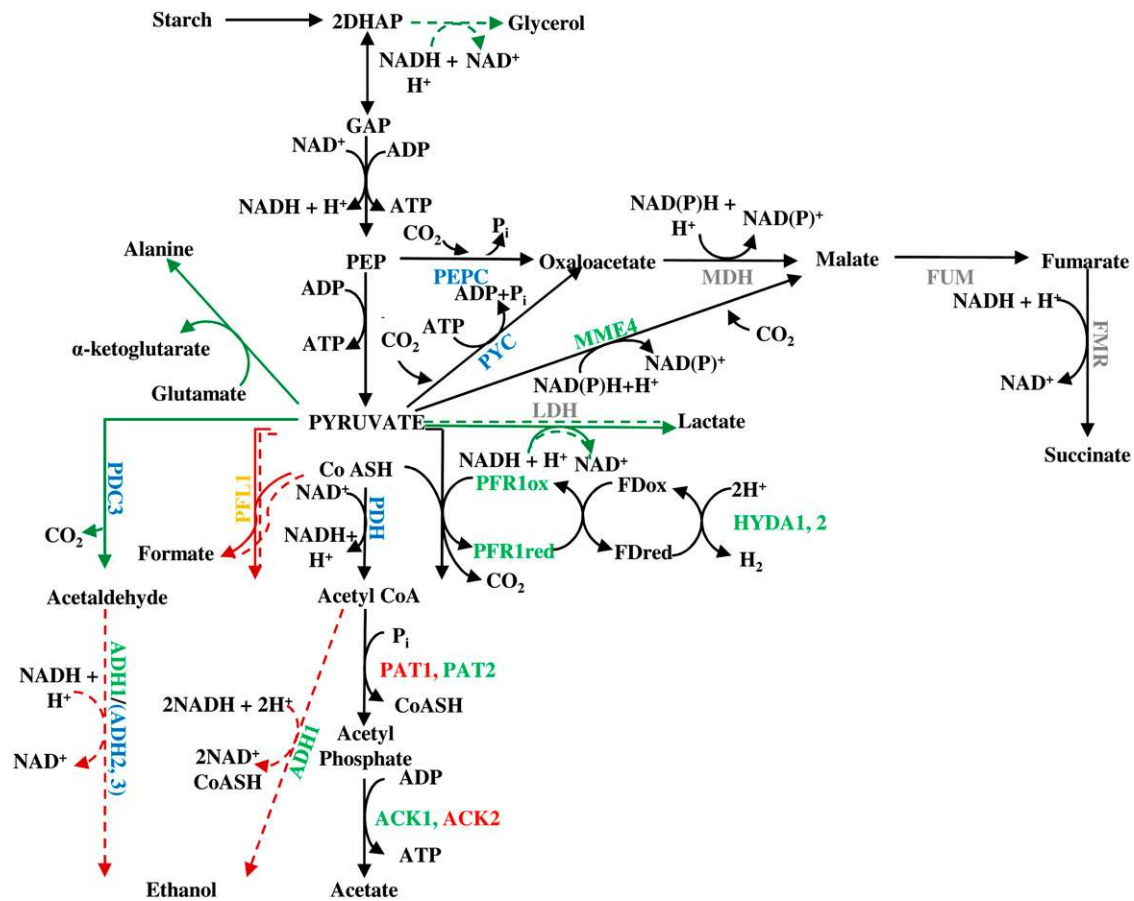 Starch
2DHAP
Glycerol
NADH + NAD⁺
H⁺
GAP
NAD⁺
ADP
NADH + H⁺
ATP
CO₂
Pᵢ
NAD(P)H +
H⁺
NAD(P)⁺
Alanine
PEP
PEPC
Oxaloacetate
MDH
Malate
FUM
Fumarate
ADP
ATP
ADP+Pᵢ
ATP
CO₂
PYC
MME4
NAD(P)⁺
NAD(P)H+H⁺
CO₂
NADH + H⁺
FMR
NAD⁺
α-ketoglutarate
Glutamate
PYRUVATE
LDH
Lactate
NADH + H⁺
NAD⁺
Succinate
PDC3
CO₂
PFL1
Formate
Co ASH
NAD⁺
PDH
NADH+
H⁺
PFR1ox
FDox
2H⁺
HYDA1, 2
PFR1red
FDred
H₂
CO₂
Acetaldehyde
Acetyl CoA
ADH1/(ADH2, 3)
NADH +
H⁺
NAD⁺
2NADH + 2H⁺
2NAD⁺
CoASH
ADH1
Pᵢ
PAT1, PAT2
CoASH
Acetyl
Phosphate
ADP
ACK1, ACK2
ATP
Ethanol
Acetate